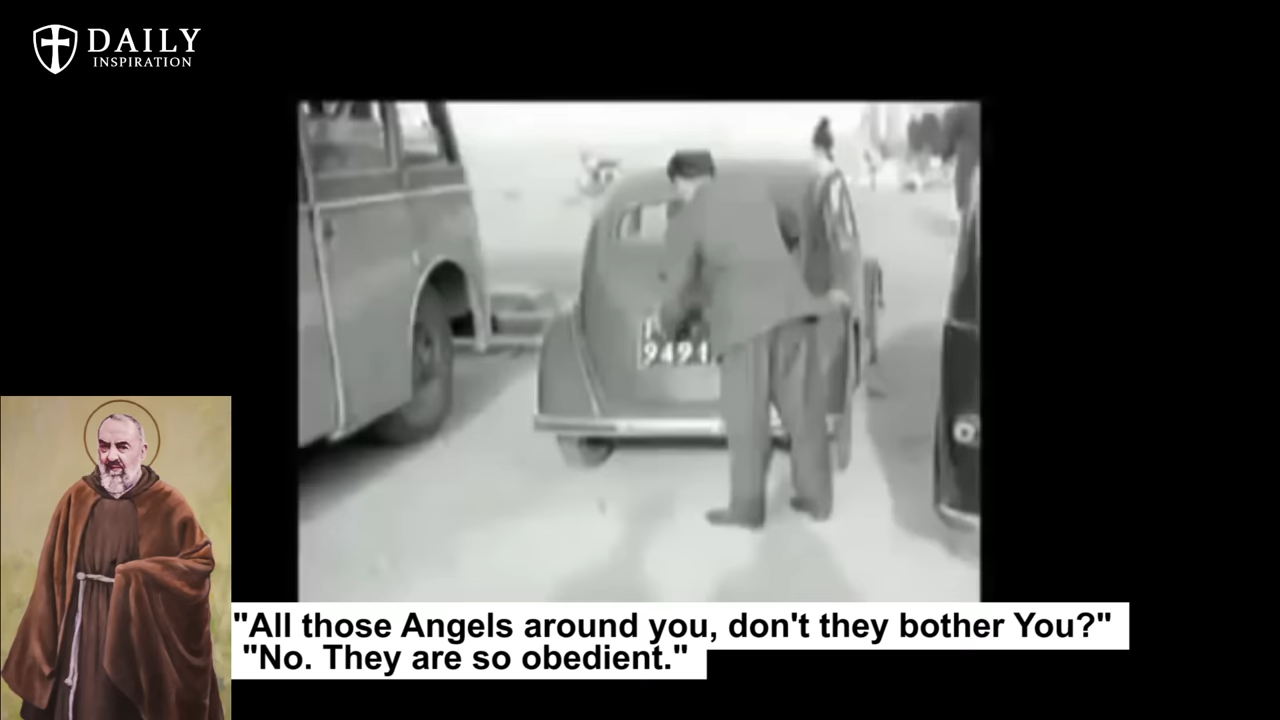 DAILY
INSPIRATION
9491
"All those Angels around you, don't they bother You?"
"No. They are so obedient."